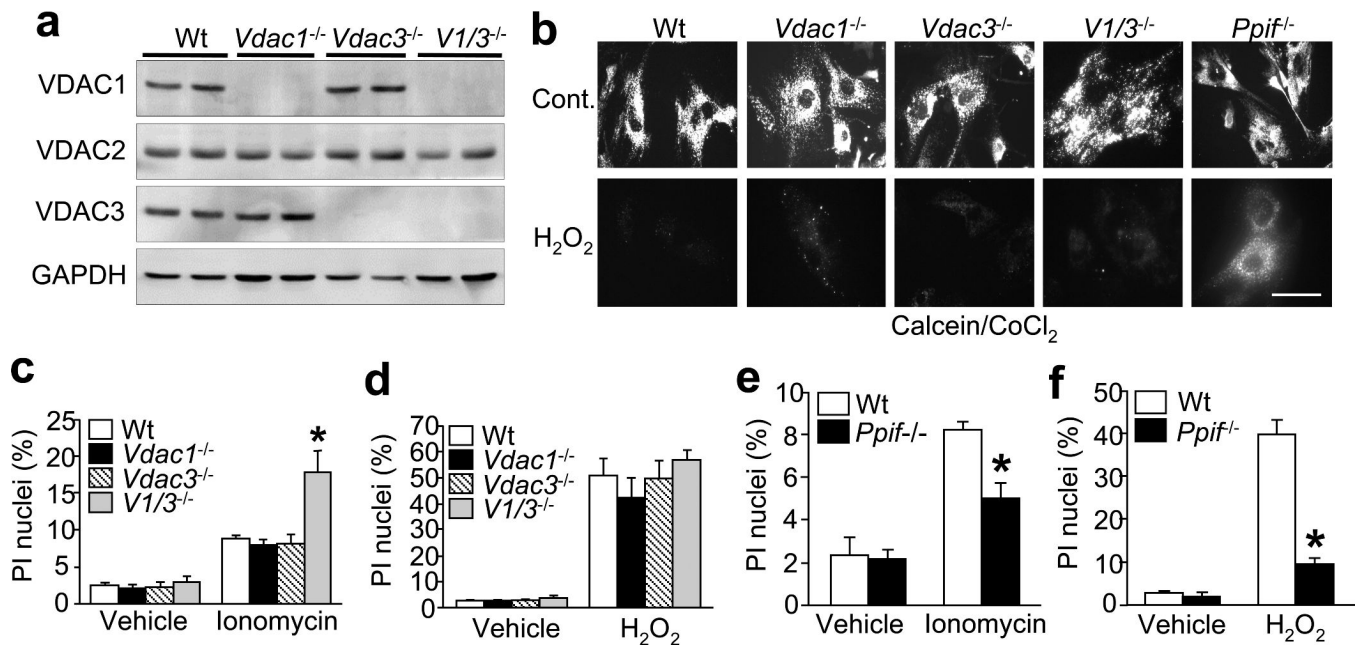 a
Wt Vdac1-/- Vdac3-/- V1/3-/-
VDAC1
VDAC2
VDAC3
GAPDH
b
Wt Vdac1-/- Vdac3-/- V1/3-/- Ppif-/-
Cont.
H2O2
Calcein/CoCl2
c
PI nuclei (%)
25
20
15
10
5
0
Wt
Vdac1-/-
Vdac3-/-
V1/3-/-
*
Vehicle Ionomycin
d
PI nuclei (%)
70
60
50
40
30
20
10
0
Wt
Vdac1-/-
Vdac3-/-
V1/3-/-
Vehicle H2O2
e
PI nuclei (%)
10
8
6
4
2
0
Wt
Ppif-/-
*
Vehicle Ionomycin
f
PI nuclei (%)
50
40
30
20
10
0
Wt
Ppif-/-
*
Vehicle H2O2